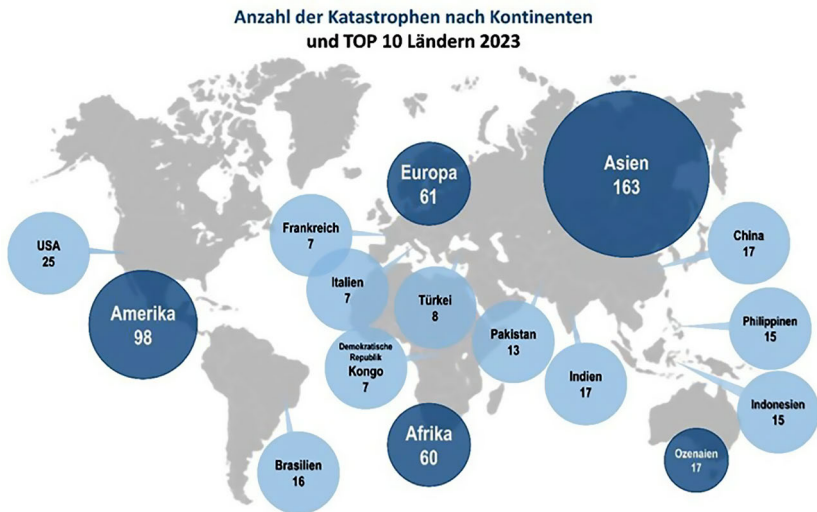 Anzahl der Katastrophen nach Kontinenten
und TOP 10 Ländern 2023
Asien
163
Europa
61
Frankreich
7
USA
25
China
17
Italien
7
Türkei
8
Amerika
98
Pakistan
13
Philippinen
15
Demokratische
Republik
Kongo
7
Indien
17
Indonesien
15
Afrika
60
Ozenaien
17
Brasilien
16